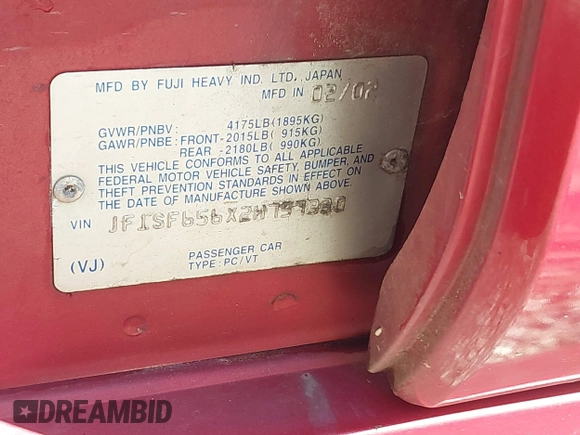 MFD BY FUJI HEAVY IND. LTD. JAPAN
MFD IN 02/02
GVWR/PNBV: 4175LB(1895KG)
GAWR/PNBE: FRONT-2015LB( 915KG)
REAR -2180LB( 990KG)
THIS VEHICLE CONFORMS TO ALL APPLICABLE
FEDERAL MOTOR VEHICLE SAFETY, BUMPER, AND
THEFT PREVENTION STANDARDS IN EFFECT ON
THE DATE OF MANUFACTURE SHOWN ABOVE.
VIN
PASSENGER CAR
(VJ) TYPE:PC/VT
DREAMBID